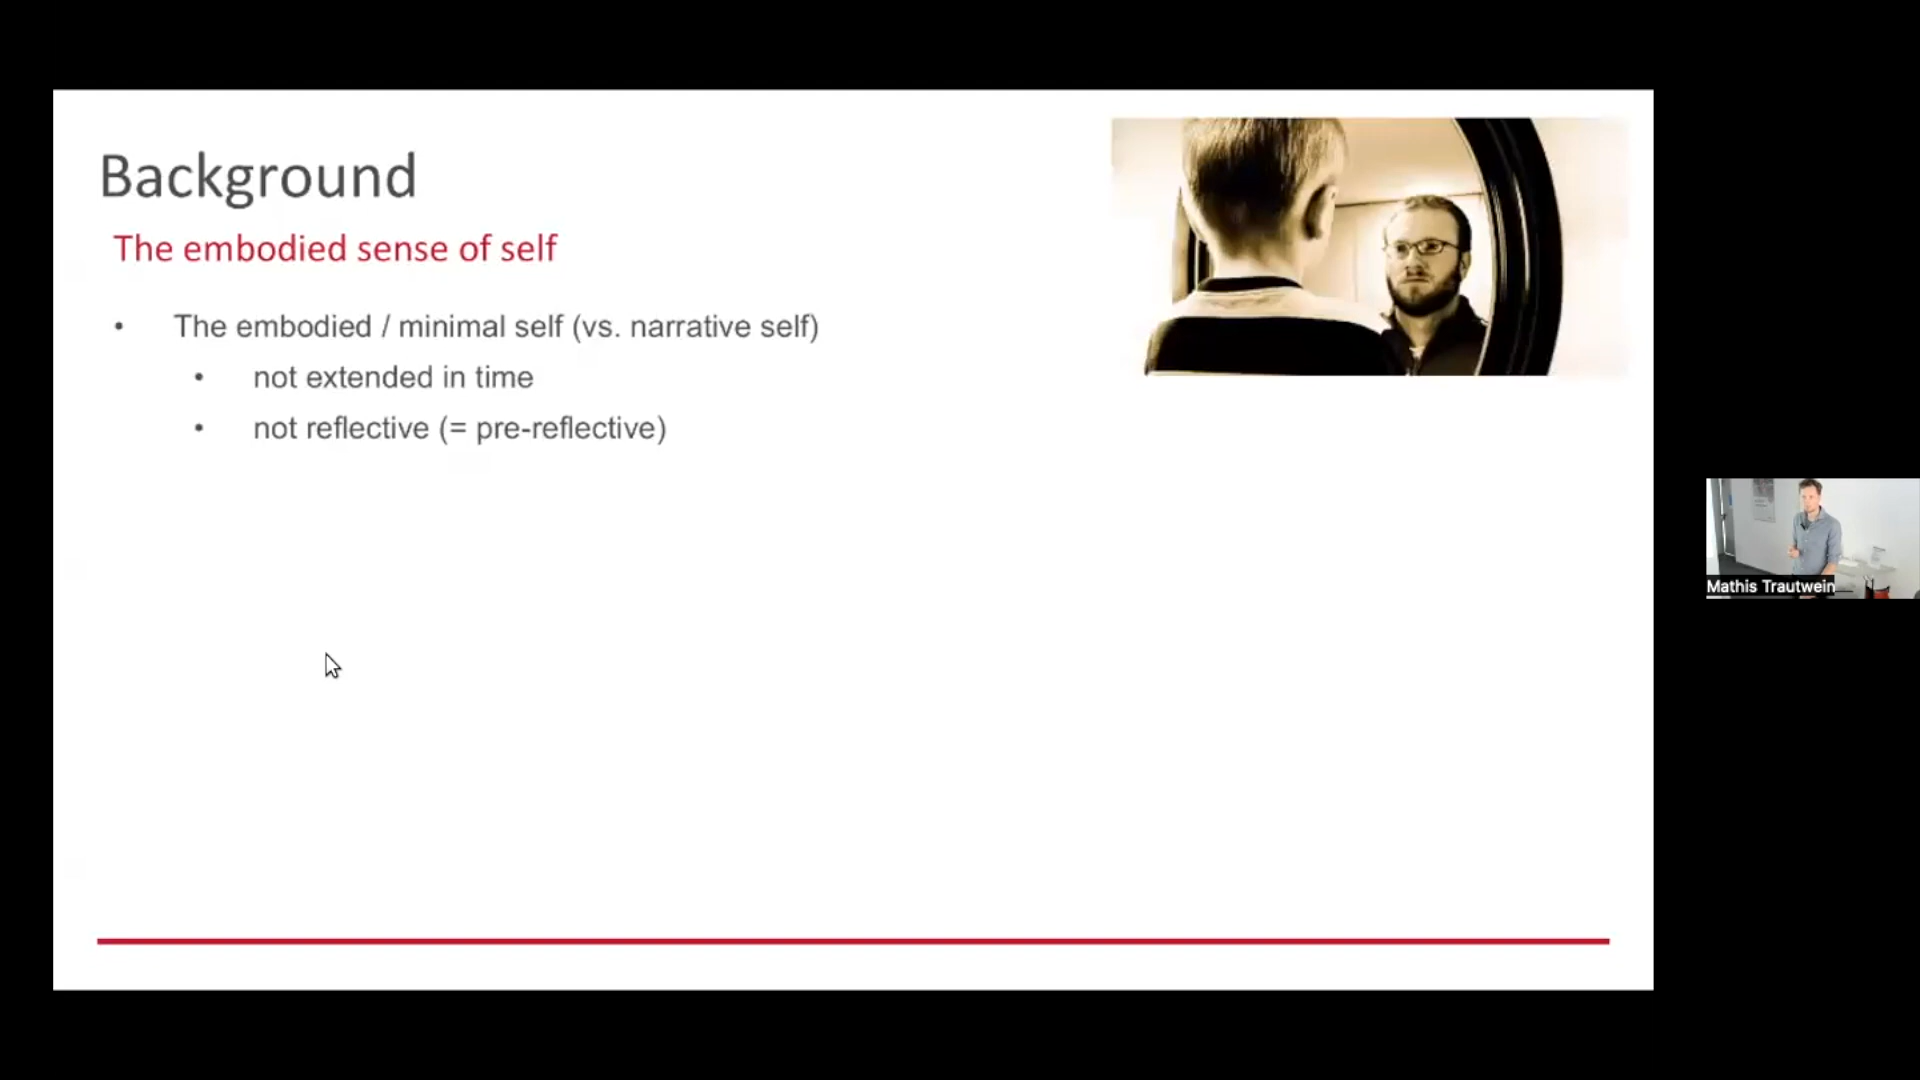 Background
The embodied sense of self
• The embodied / minimal self (vs. narrative self)
• not extended in time
• not reflective (= pre-reflective)
Mathis Trautwein